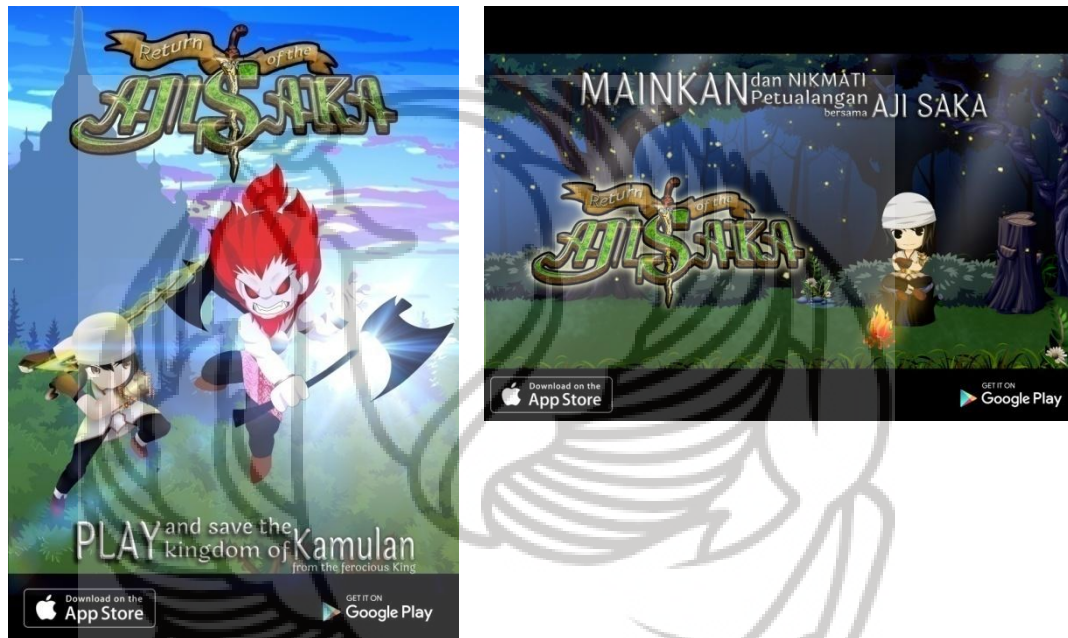 Return of the
AJI SAKA
PLAY and save the
kingdom of Kamulan
from the ferocious King
Download on the
App Store
GET IT ON
Google Play
MAINKAN dan NIKMATI
Petualangan
bersama AJI SAKA
Return of the
AJI SAKA
Download on the
App Store
GET IT ON
Google Play